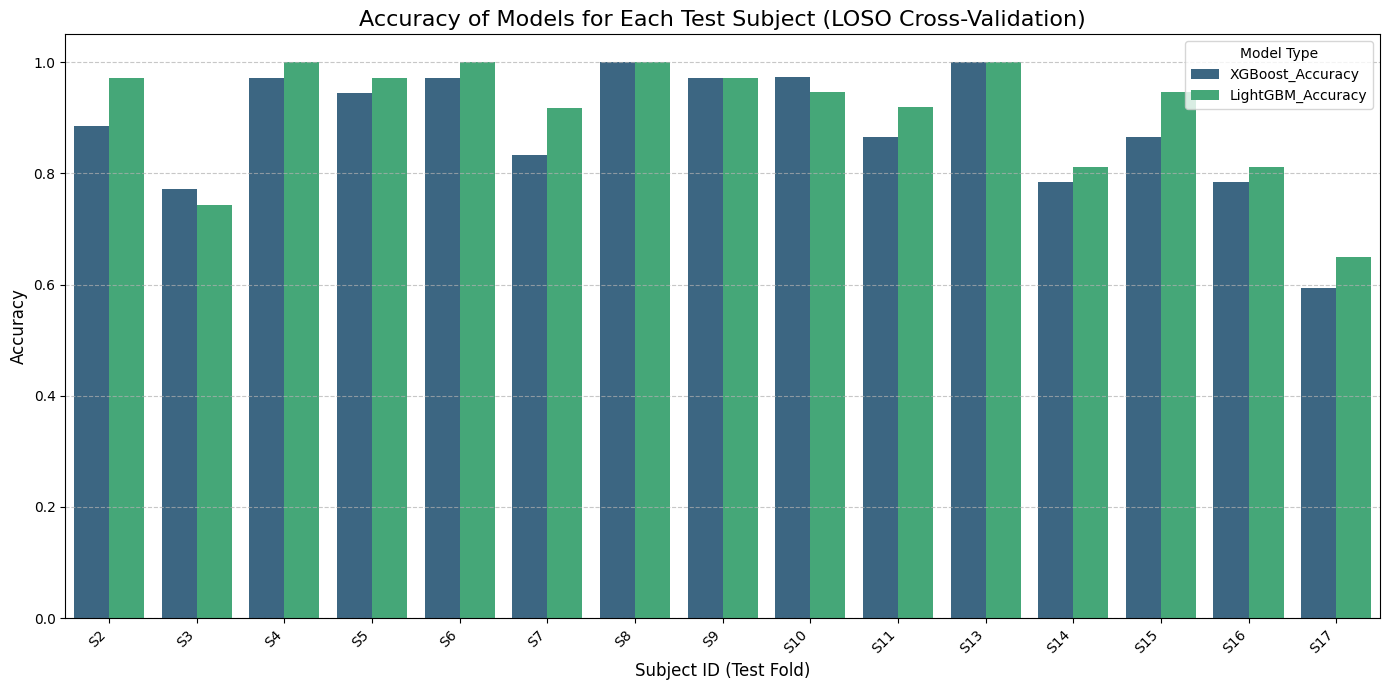 Accuracy of Models for Each Test Subject (LOSO Cross-Validation)
Model Type
XGBoost_Accuracy
LightGBM_Accuracy
Accuracy
1.0
0.8
0.6
0.4
0.2
0.0
S2 S3 S4 S5 S6 S7 S8 S9 S10 S11 S13 S14 S15 S16 S17
Subject ID (Test Fold)